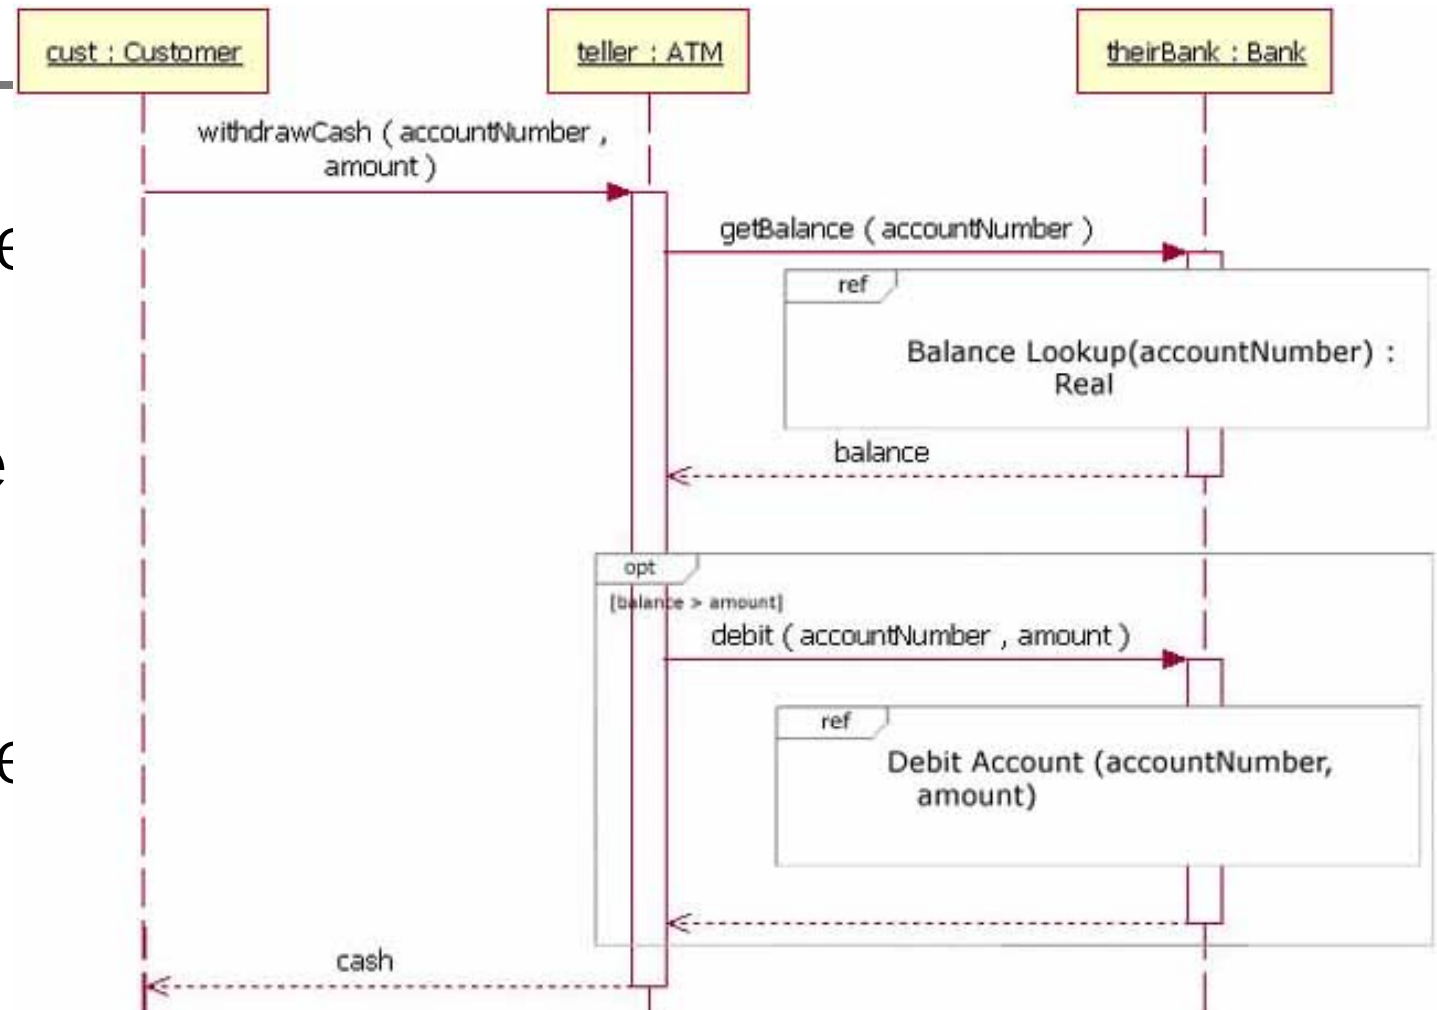 cust : Customer
teller : ATM
theirBank : Bank
withdrawCash ( accountNumber ,
amount )
getBalance ( accountNumber )
ref
Balance Lookup(accountNumber) :
Real
balance
opt
[balance > amount]
debit ( accountNumber , amount )
ref
Debit Account (accountNumber,
amount)
cash